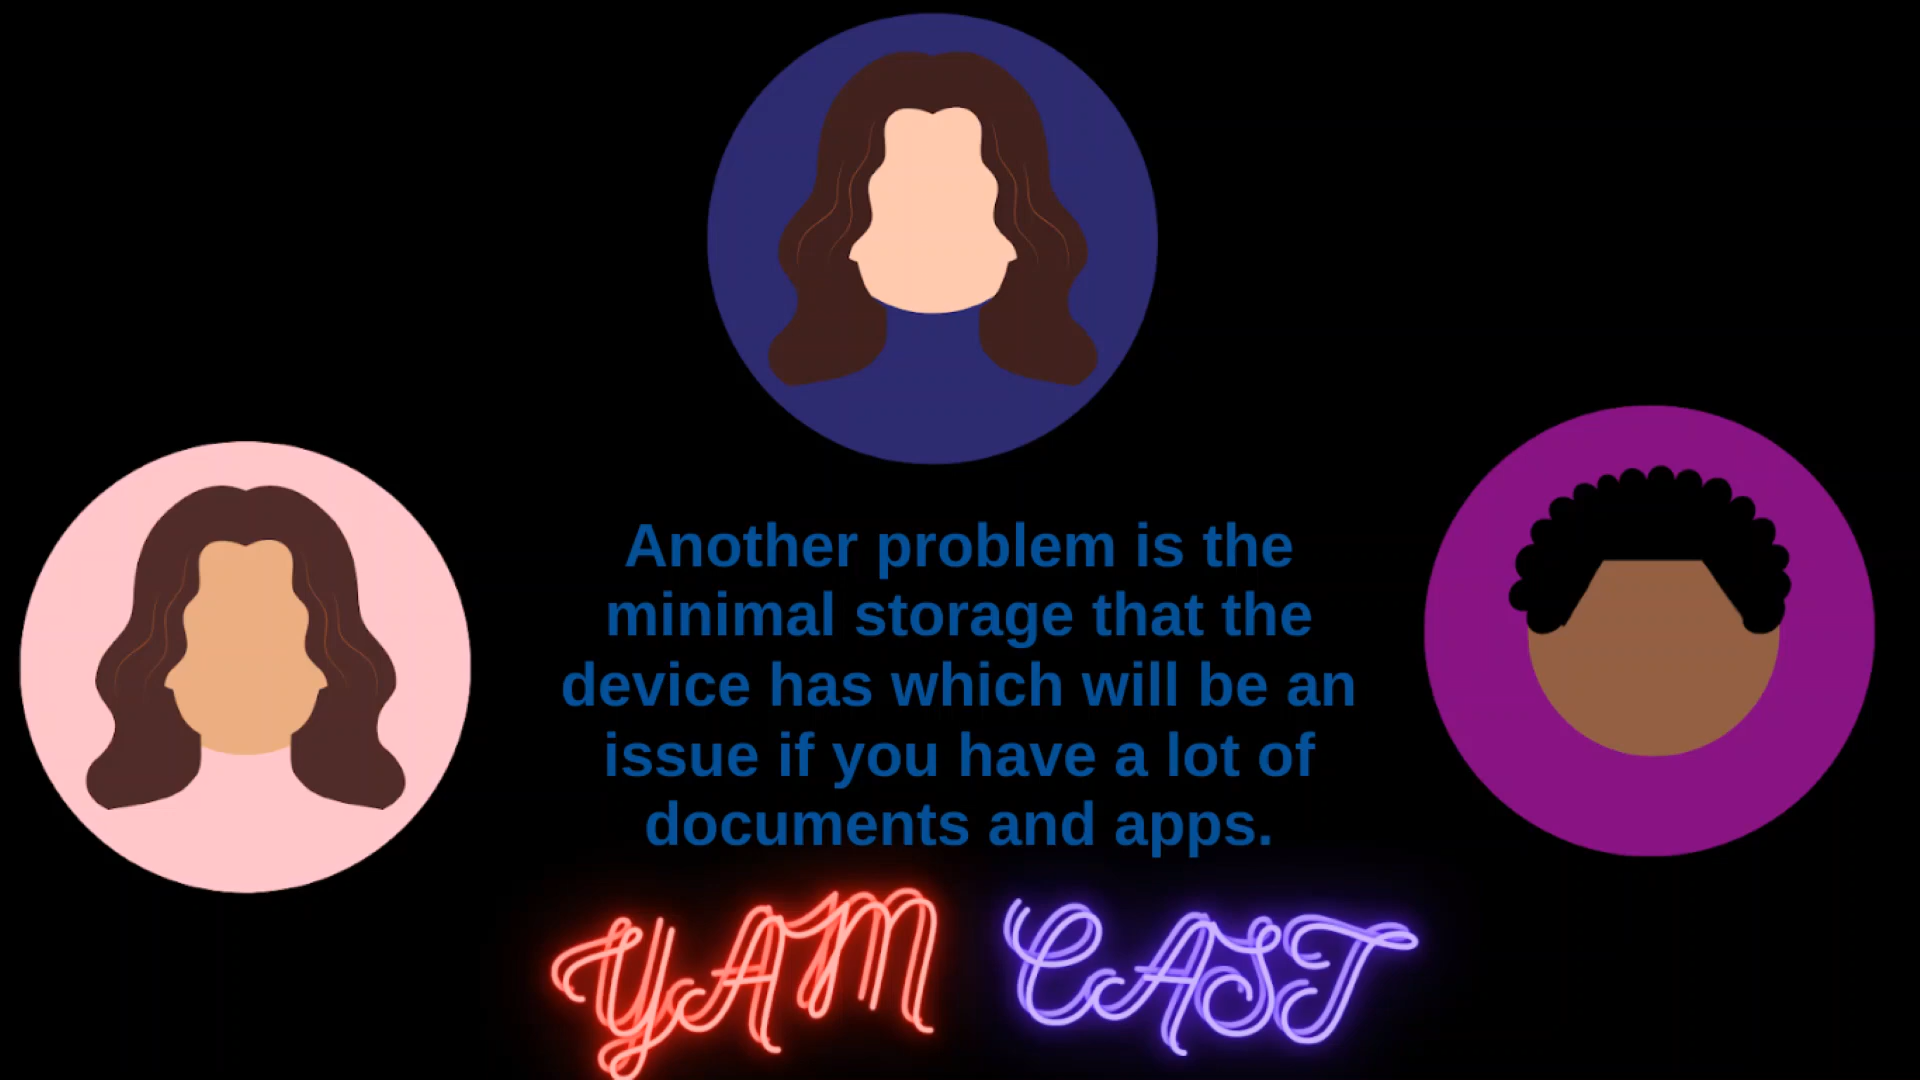 Another problem is the
minimal storage that the
device has which will be an
issue if you have a lot of
documents and apps.
YAM CAST